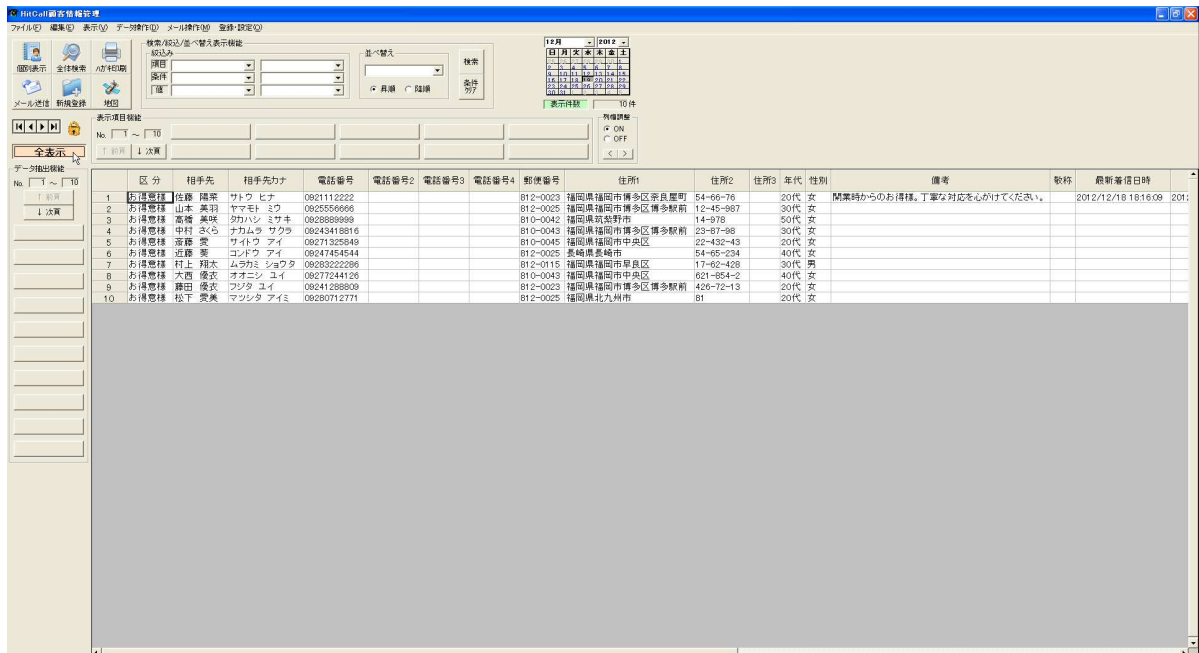 HitCall顧客情報管理
ファイル(F) 編集(E) 表示(V) データ操作(D) メール操作(M) 登録・設定(O)
個別表示 全体検索 ハガキ印刷
メール送信 新規登録 地図
検索/絞込/並べ替え表示機能
絞込み
項目
条件
値
並べ替え
昇順 降順
検索
条件クリア
12月 2012
日 月 火 水 木 金 土
表示件数 10 件
全表示
表示項目機能
No. 1 ~ 10
↑ 前頁 ↓ 次頁
列幅調整
ON
OFF
< >
データ抽出機能
No. 1 ~ 10
↑ 前頁
↓ 次頁
区分 相手先 相手先カナ 電話番号 電話番号2 電話番号3 電話番号4 郵便番号 住所1 住所2 住所3 年代 性別 備考 敬称 最新着信日時
1 お得意様 佐藤 陽菜 サトウ ヒナ 0921112222 812-0023 福岡県福岡市博多区奈良屋町 54-66-76 20代 女 開業時からのお得様。丁寧な対応を心がけてください。 2012/12/18 18:16:09 201
2 お得意様 山本 美羽 ヤマモト ミウ 0925556666 812-0025 福岡県福岡市博多区博多駅前 12-45-987 30代 女
3 お得意様 高橋 美咲 タカハシ ミサキ 0928889999 810-0042 福岡県筑紫野市 14-978 50代 女
4 お得意様 中村 さくら ナカムラ サクラ 09243418816 810-0043 福岡県福岡市博多区博多駅前 23-87-98 30代 女
5 お得意様 斎藤 愛 サイトウ アイ 09271325849 810-0045 福岡県福岡市中央区 22-432-43 20代 女
6 お得意様 近藤 葵 コンドウ アイ 09247454544 812-0025 長崎県長崎市 54-65-234 40代 女
7 お得意様 村上 翔太 ムラカミ ショウタ 09283222286 812-0115 福岡県福岡市早良区 17-62-428 30代 男
8 お得意様 大西 優衣 オオニシ ユイ 09277244126 810-0043 福岡県福岡市中央区 621-854-2 40代 女
9 お得意様 藤田 優衣 フジタ ユイ 09241288809 812-0023 福岡県福岡市博多区博多駅前 426-72-13 20代 女
10 お得意様 松下 愛美 マツシタ アイミ 09280712771 812-0025 福岡県北九州市 81 20代 女